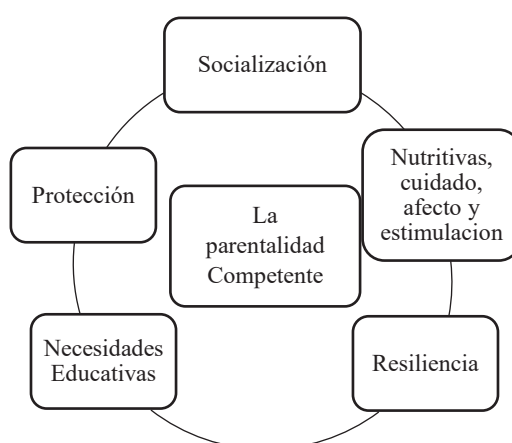 Socialización
Nutritivas,
cuidado,
afecto y
estimulacion
Protección
La
parentalidad
Competente
Necesidades
Educativas
Resiliencia